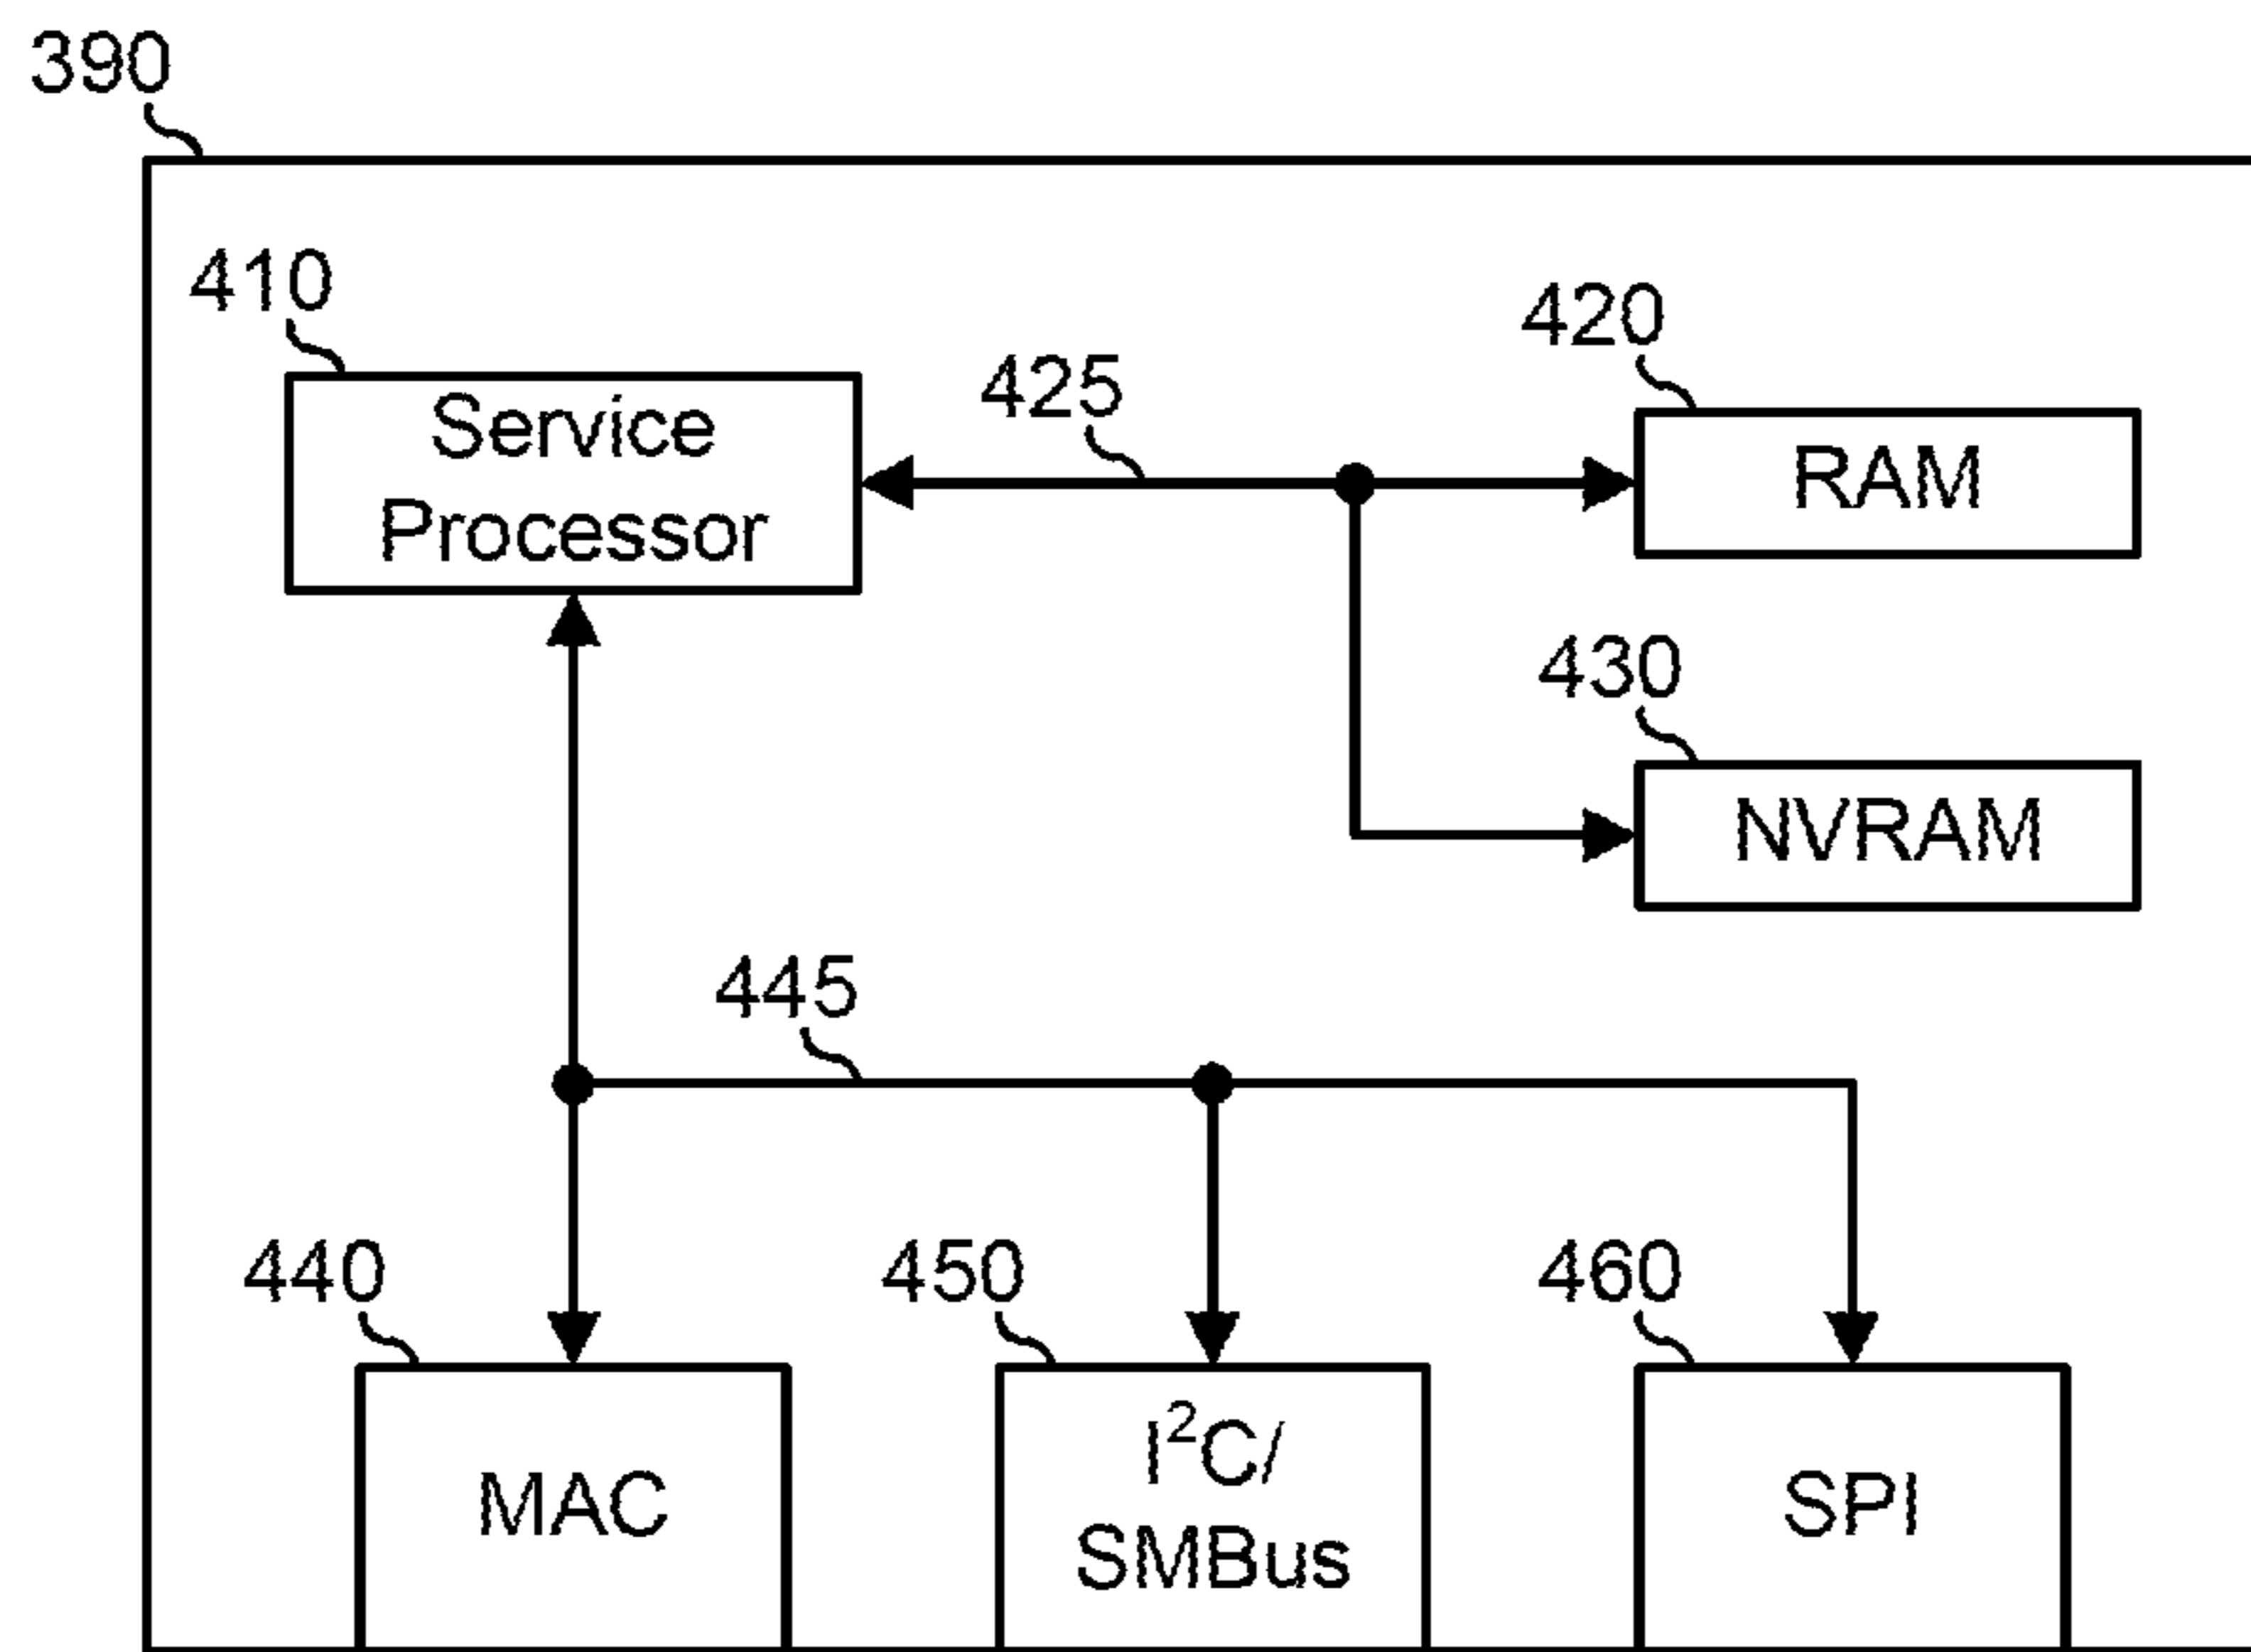 390
410
420
425
Service
Processor
RAM
430
NVRAM
445
440
450
460
MAC
I²C/
SMBus
SPI